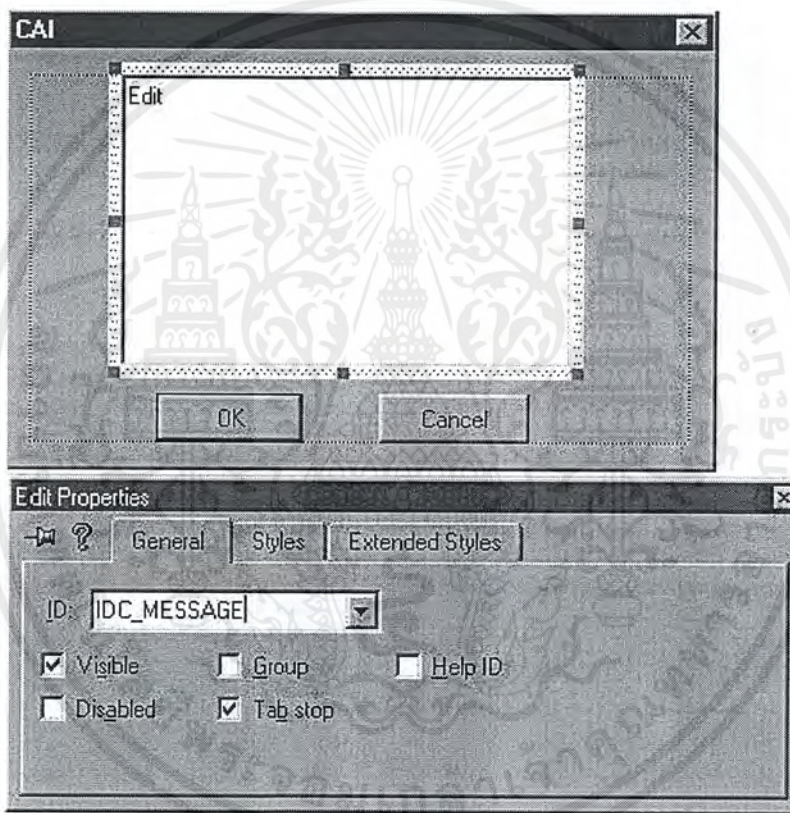 CAI
Edit
OK Cancel
Edit Properties
? General Styles Extended Styles
ID: IDC_MESSAGE
Visible Group Help ID
Disabled Tab stop